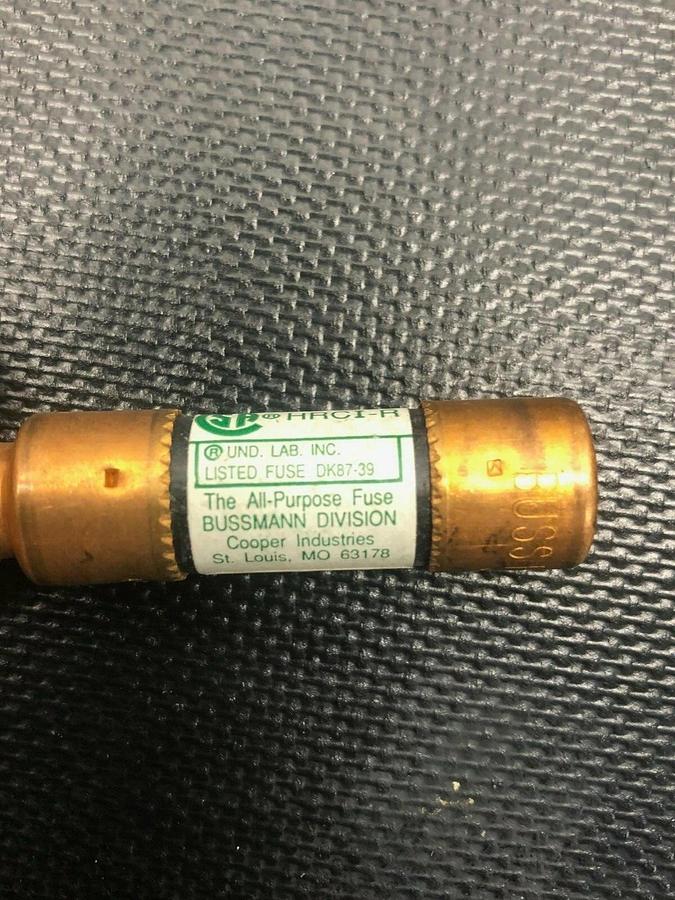 ® HRCI-R
® UND. LAB. INC.
LISTED FUSE DK87-39
The All-Purpose Fuse
BUSSMANN DIVISION
Cooper Industries
St. Louis, MO 63178
BUSS